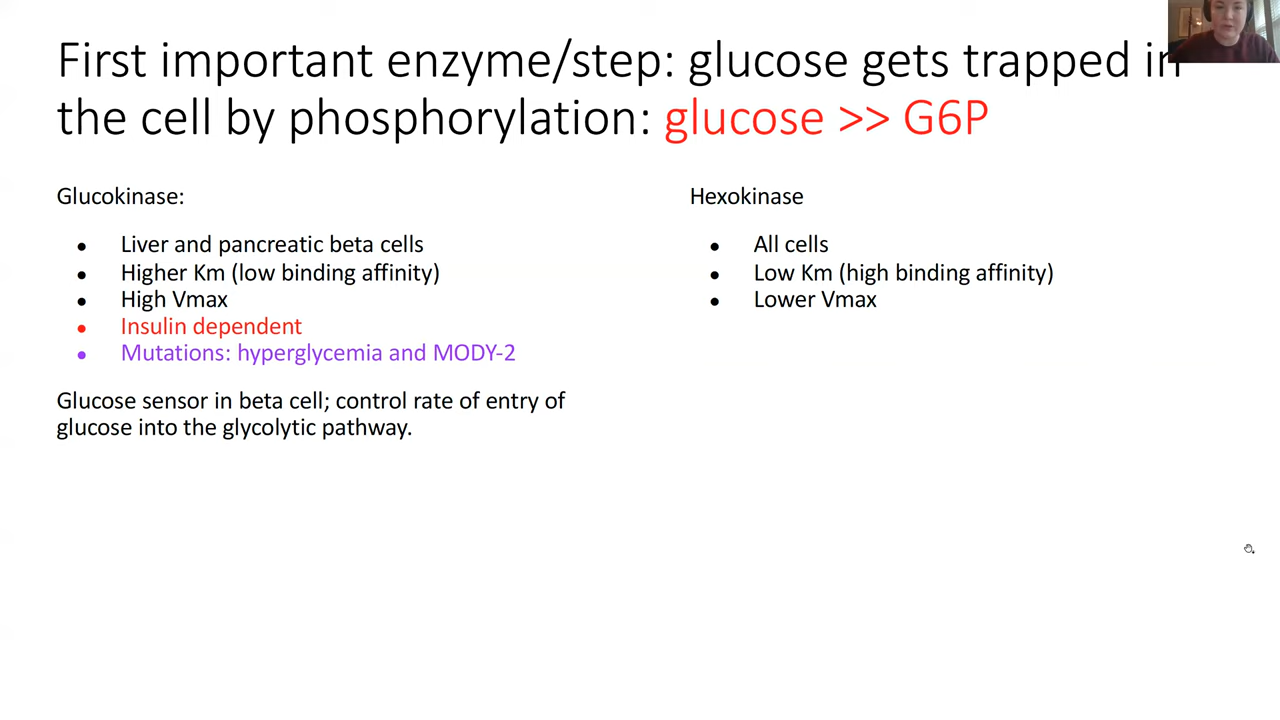 First important enzyme/step: glucose gets trapped in
the cell by phosphorylation: glucose >> G6P
Glucokinase:
• Liver and pancreatic beta cells
• Higher Km (low binding affinity)
• High Vmax
• Insulin dependent
• Mutations: hyperglycemia and MODY-2
Glucose sensor in beta cell; control rate of entry of
glucose into the glycolytic pathway.
Hexokinase
• All cells
• Low Km (high binding affinity)
• Lower Vmax